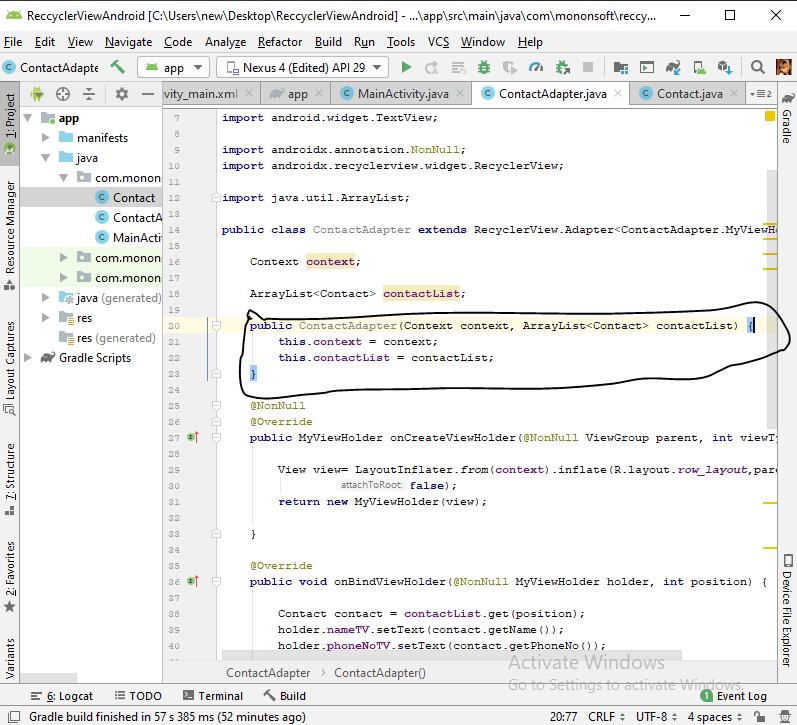 ReccyclerViewAndroid [C:\Users\new\Desktop\ReccyclerViewAndroid] - ...\app\src\main\java\com\mononsoft\reccy...
File Edit View Navigate Code Analyze Refactor Build Run Tools VCS Window Help
ContactAdapte app Nexus 4 (Edited) API 29
vity_main.xml app MainActivity.java ContactAdapter.java Contact.java 2
1: Project
Resource Manager
Layout Captures
7: Structure
2: Favorites
Variants
app
manifests
java
com.monon
Contact
ContactA
MainActiv
com.monon
com.monon
java (generated)
res
res (generated)
Gradle Scripts
7 import android.widget.TextView;
8
9 import androidx.annotation.NonNull;
10 import androidx.recyclerview.widget.RecyclerView;
11
12 import java.util.ArrayList;
13
14 public class ContactAdapter extends RecyclerView.Adapter<ContactAdapter.MyViewH
15
16 Context context;
17
18 ArrayList<Contact> contactList;
19
20 public ContactAdapter(Context context, ArrayList<Contact> contactList) {
21 this.context = context;
22 this.contactList = contactList;
23 }
24
25 @NonNull
26 @Override
27 public MyViewHolder onCreateViewHolder(@NonNull ViewGroup parent, int viewTy
28
29 View view= LayoutInflater.from(context).inflate(R.layout.row_layout,pare
30 attachToRoot: false);
31 return new MyViewHolder(view);
32
33 }
34
35 @Override
36 public void onBindViewHolder(@NonNull MyViewHolder holder, int position) {
37
38 Contact contact = contactList.get(position);
39 holder.nameTV.setText(contact.getName());
40 holder.phoneNoTV.setText(contact.getPhoneNo());
Gradle
Device File Explorer
ContactAdapter › ContactAdapter()
Activate Windows
Go to Settings to activate Windows.
6: Logcat TODO Terminal Build 1 Event Log
Gradle build finished in 57 s 385 ms (52 minutes ago) 20:77 CRLF UTF-8 4 spaces